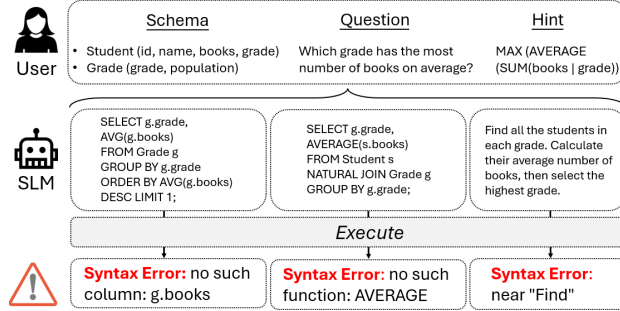 Schema
Question
Hint
• Student (id, name, books, grade)
• Grade (grade, population)
Which grade has the most
number of books on average?
MAX (AVERAGE
(SUM(books | grade))
User
SELECT g.grade,
AVG(g.books)
FROM Grade g
GROUP BY g.grade
ORDER BY AVG(g.books)
DESC LIMIT 1;
SELECT g.grade,
AVERAGE(s.books)
FROM Student s
NATURAL JOIN Grade g
GROUP BY g.grade;
Find all the students in
each grade. Calculate
their average number of
books, then select the
highest grade.
SLM
Execute
Syntax Error: no such
column: g.books
Syntax Error: no such
function: AVERAGE
Syntax Error:
near "Find"